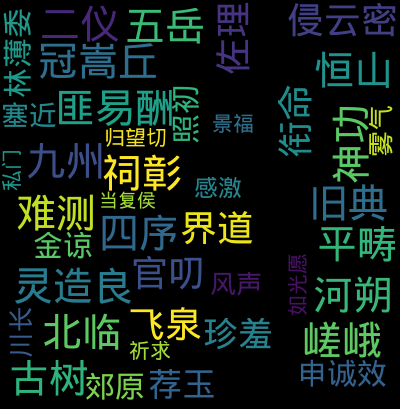 二仪
五岳
佐理
侵云密
委
薄
林
冠嵩丘
恒山
匪易酬
照初
衔命
景福
神功
雾气
近
归望切
九州
祠彰
私门
感激
当复侯
难测
旧典
四序
界道
金谅
平畴
灵造良
官叨
风声
如光愿
河朔
川长
北临
飞泉
祈求
珍羞
嵯峨
古树
郊原
荐玉
申诚效